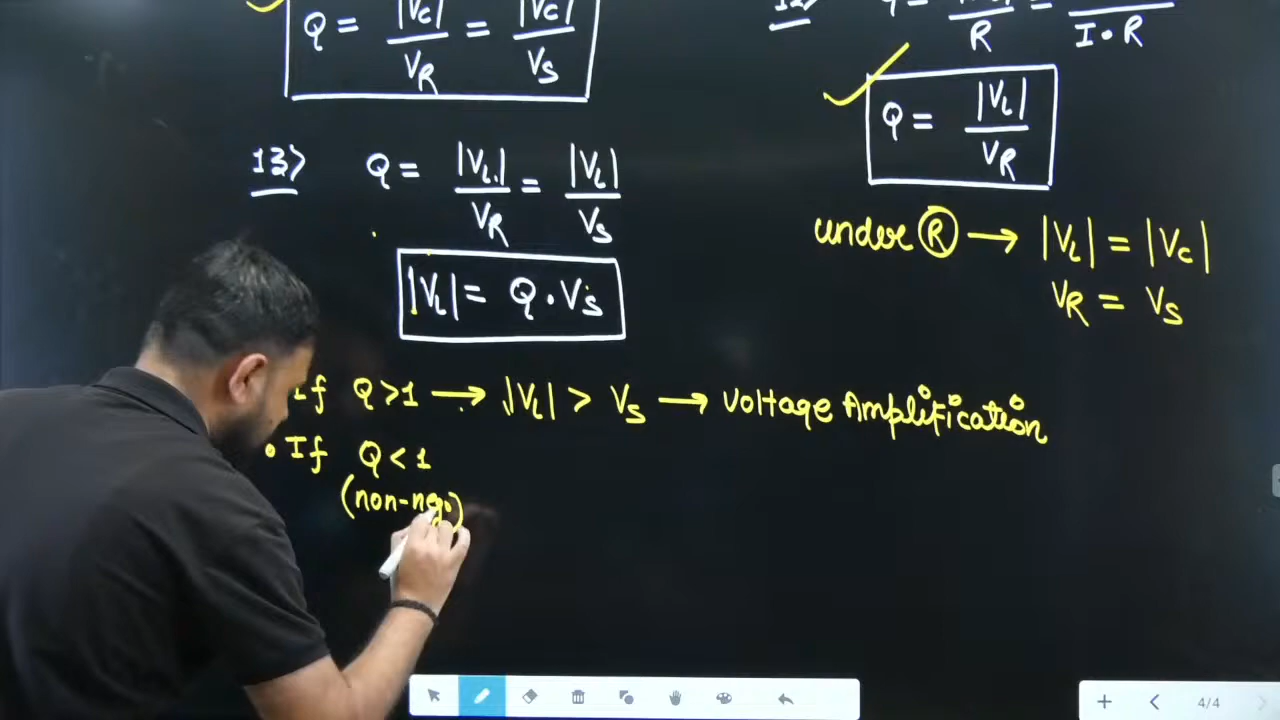 Q = |Vc|/VR = |Vc|/Vs
13> Q = |VL|/VR = |VL|/Vs
|VL| = Q . Vs
If Q>1 → |VL| > Vs → Voltage Amplification
• If Q < 1
(non-neg.)
R = I . R
Q = |VL|/VR
under R → |VL| = |Vc|
VR = Vs
4/4